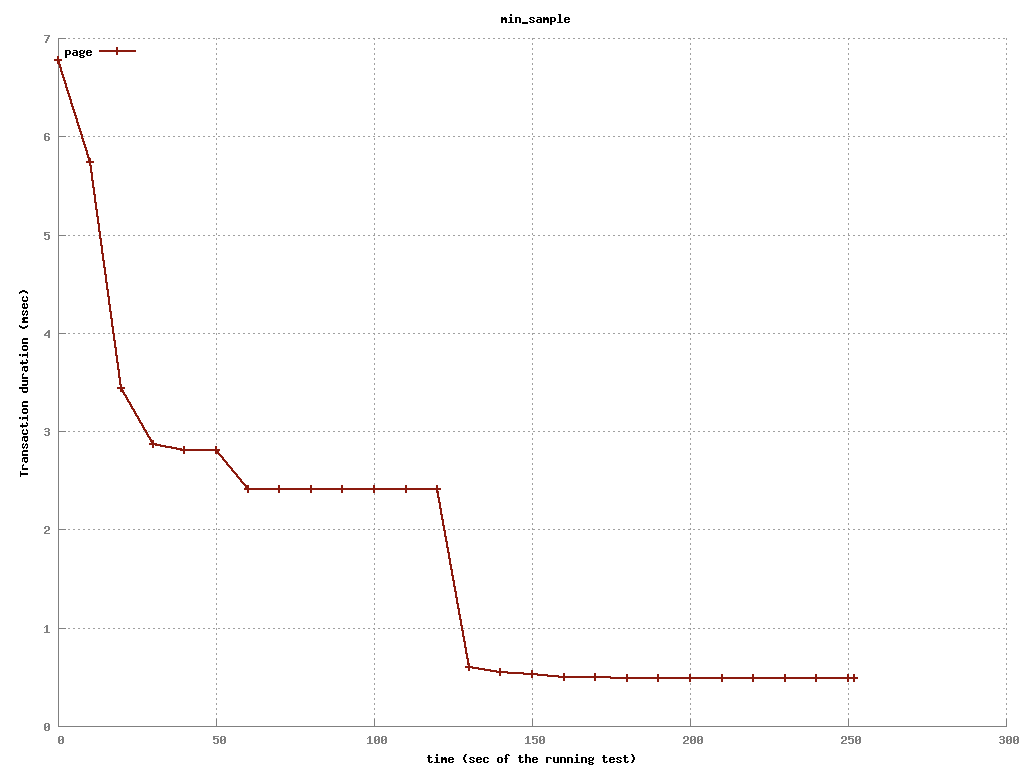 min_sample
page
7
6
5
4
3
2
1
0
Transaction duration (msec)
0 50 100 150 200 250 300
time (sec of the running test)